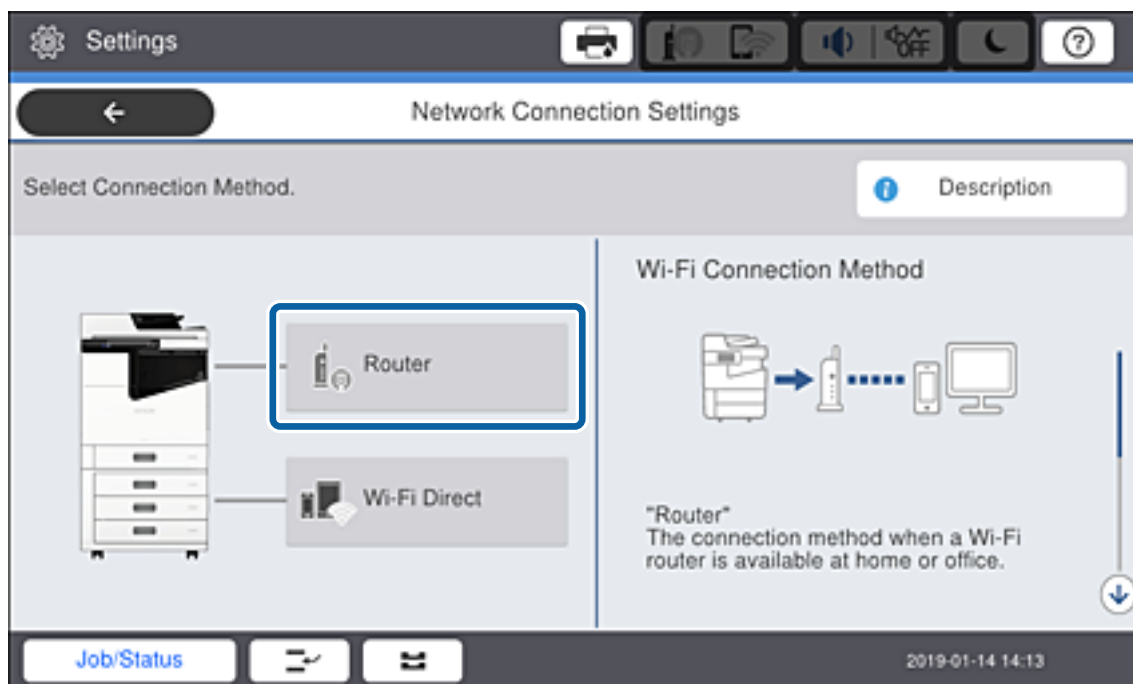 Settings
OFF
Network Connection Settings
Select Connection Method.
Description
Router
Wi-Fi Direct
Wi-Fi Connection Method
"Router"
The connection method when a Wi-Fi
router is available at home or office.
Job/Status
2019-01-14 14:13